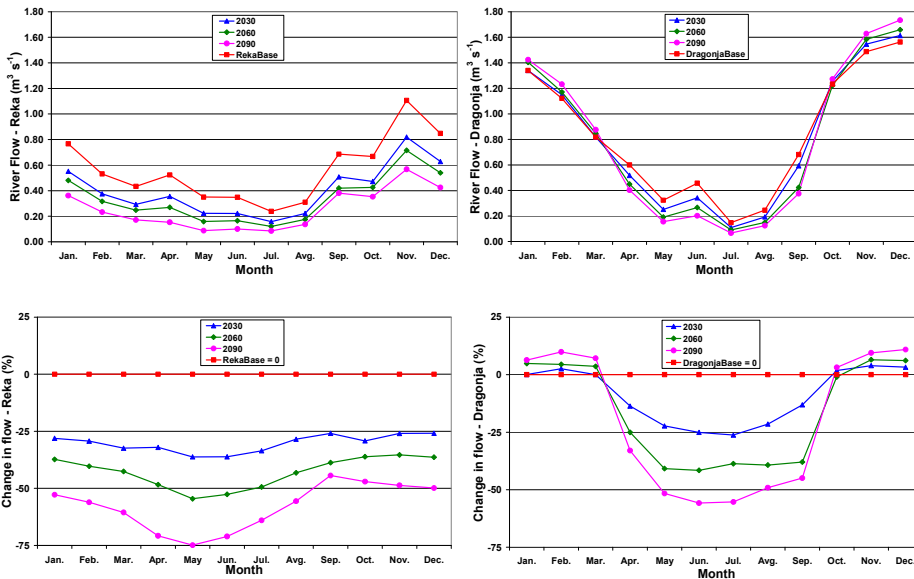 River Flow - Reka (m³ s⁻¹)
1.80
1.60
1.40
1.20
1.00
0.80
0.60
0.40
0.20
0.00
2030
2060
2090
RekaBase
Jan. Feb. Mar. Apr. May Jun. Jul. Aug. Sep. Oct. Nov. Dec.
Month
River Flow - Dragonja (m³ s⁻¹)
1.80
1.60
1.40
1.20
1.00
0.80
0.60
0.40
0.20
0.00
2030
2060
2090
DragonjaBase
Jan. Feb. Mar. Apr. May Jun. Jul. Aug. Sep. Oct. Nov. Dec.
Month
Change in flow - Reka (%)
25
0
-25
-50
-75
2030
2060
2090
RekaBase = 0
Jan. Feb. Mar. Apr. May Jun. Jul. Aug. Sep. Oct. Nov. Dec.
Month
Change in flow - Dragonja (%)
25
0
-25
-50
-75
2030
2060
2090
DragonjaBase = 0
Jan. Feb. Mar. Apr. May Jun. Jul. Aug. Sep. Oct. Nov. Dec.
Month